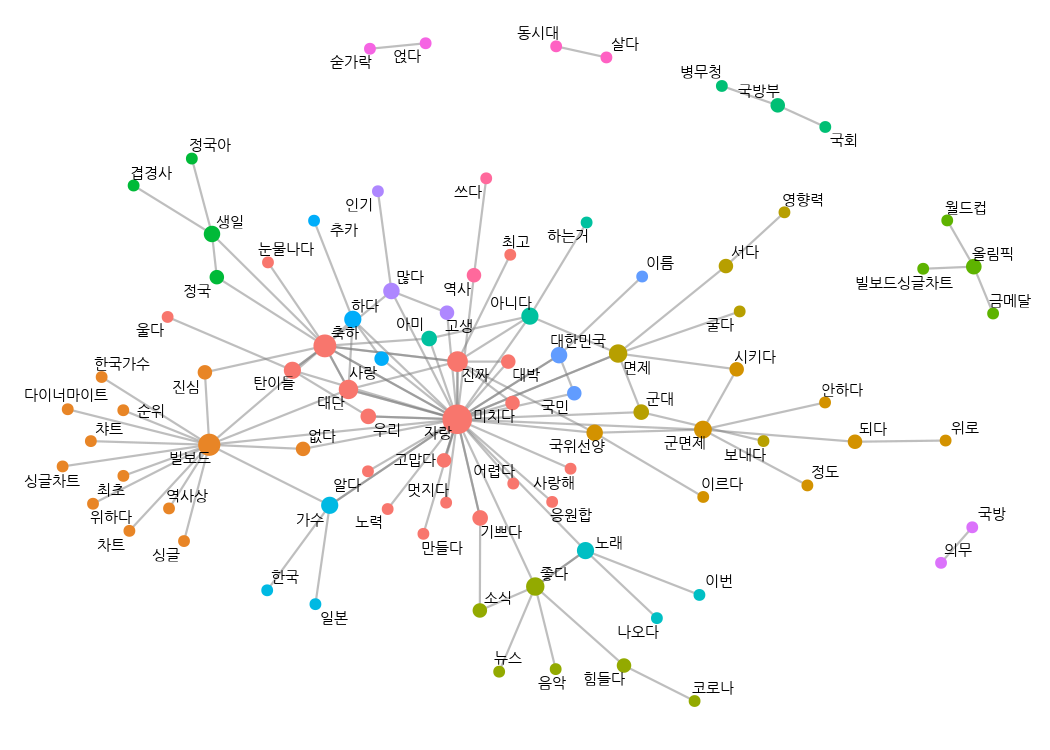 동시대
살다
숟가락
얹다
병무청
국방부
국회
정국아
겁경사
쓰다
인기
영향력
월드컵
생일
추카
눈물나다
최고
하는거
서다
올림픽
이름
많다
정국
역사
빌보드싱글차트
하다
아니다
금메달
울다
축하
아미
고생
굴다
대한민국
한국가수
사랑
면제
시키다
진심
탄이들
진짜
대박
다이너마이트
순위
대단
국민
군대
안하다
미치다
차트
우리
자랑
국위선양
되다
위로
없다
군면제
빌보드
고맙다
보내다
싱글차트
어렵다
정도
최초
역사상
알다
멋지다
사랑해
이르다
위하다
가수
노력
응원합
국방
차트
싱글
만들다
기쁘다
노래
의무
한국
좋다
이번
일본
소식
나오다
뉴스
음악
힘들다
코로나